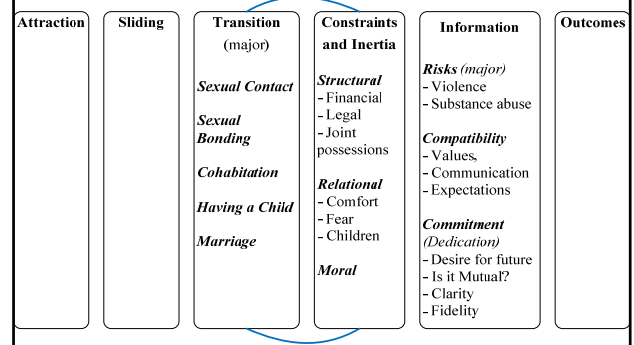 Attraction
Sliding
Transition
(major)
Sexual Contact
Sexual
Bonding
Cohabitation
Having a Child
Marriage
Constraints
and Inertia
Structural
- Financial
- Legal
- Joint
possessions
Relational
- Comfort
- Fear
- Children
Moral
Information
Risks (major)
- Violence
- Substance abuse
Compatibility
- Values,
- Communication
- Expectations
Commitment
(Dedication)
- Desire for future
- Is it Mutual?
- Clarity
- Fidelity
Outcomes